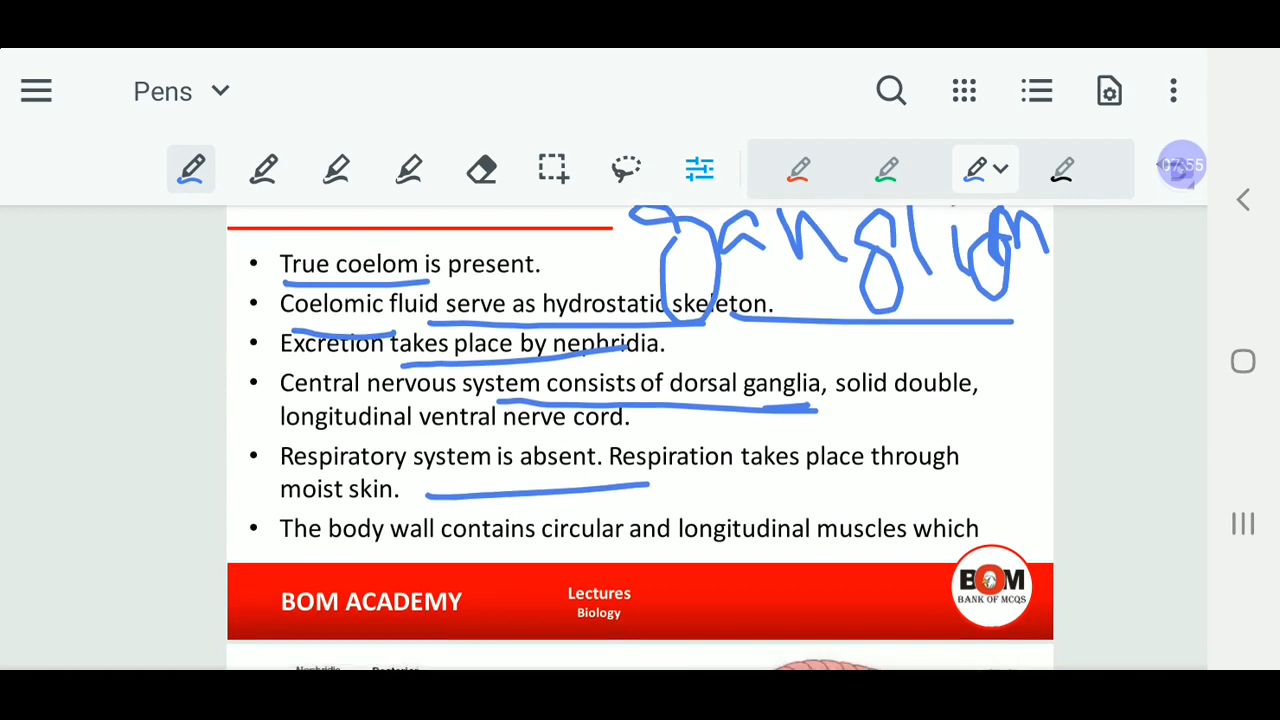 Pens
07:55
ganglion
• True coelom is present.
• Coelomic fluid serve as hydrostatic skeleton.
• Excretion takes place by nephridia.
• Central nervous system consists of dorsal ganglia, solid double,
longitudinal ventral nerve cord.
• Respiratory system is absent. Respiration takes place through
moist skin.
• The body wall contains circular and longitudinal muscles which
BOM ACADEMY
Lectures
Biology
BOM
BANK OF MCQS